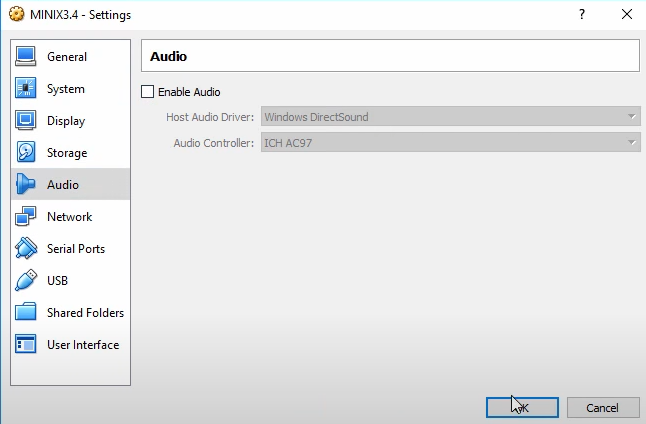 MINIX3.4 - Settings
?
General
System
Display
Storage
Audio
Network
Serial Ports
USB
Shared Folders
User Interface
Audio
Enable Audio
Host Audio Driver: Windows DirectSound
Audio Controller: ICH AC97
Cancel